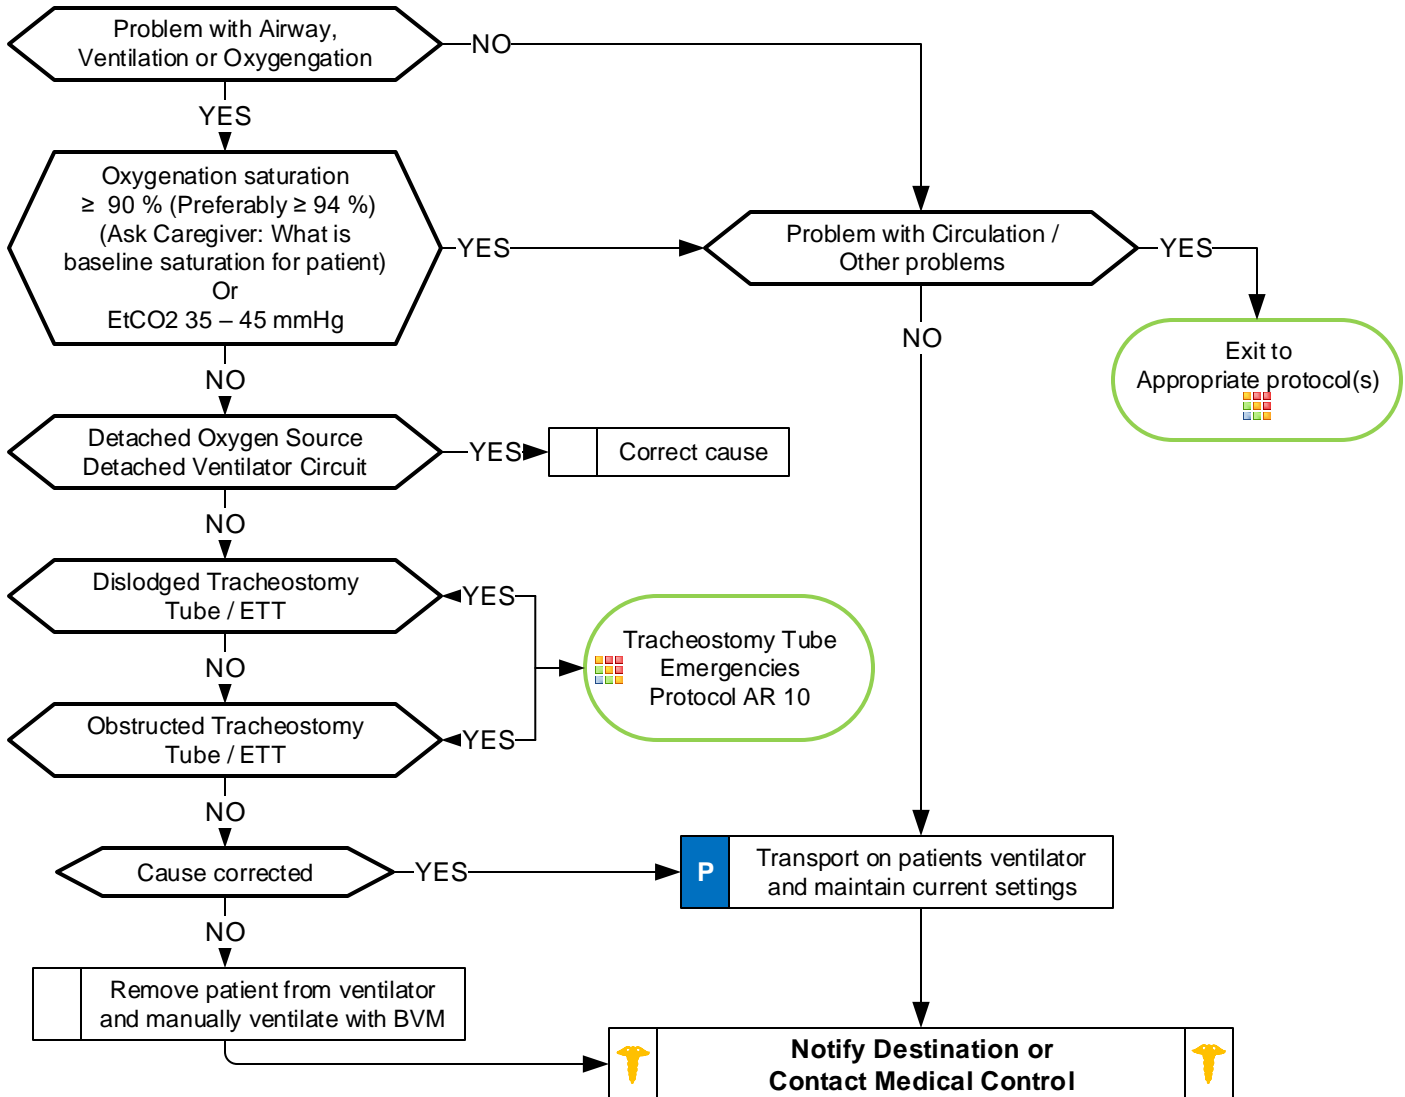 Problem with Airway,
Ventilation or Oxygengation
NO
YES
Oxygenation saturation
≥ 90 % (Preferably ≥ 94 %)
(Ask Caregiver: What is
baseline saturation for patient)
Or
EtCO2 35 – 45 mmHg
YES
Problem with Circulation /
Other problems
YES
Exit to
Appropriate protocol(s)
NO
NO
Detached Oxygen Source
Detached Ventilator Circuit
YES
Correct cause
NO
Dislodged Tracheostomy
Tube / ETT
YES
Tracheostomy Tube
Emergencies
Protocol AR 10
NO
Obstructed Tracheostomy
Tube / ETT
YES
NO
Cause corrected
YES
P
Transport on patients ventilator
and maintain current settings
NO
Remove patient from ventilator
and manually ventilate with BVM
Notify Destination or
Contact Medical Control